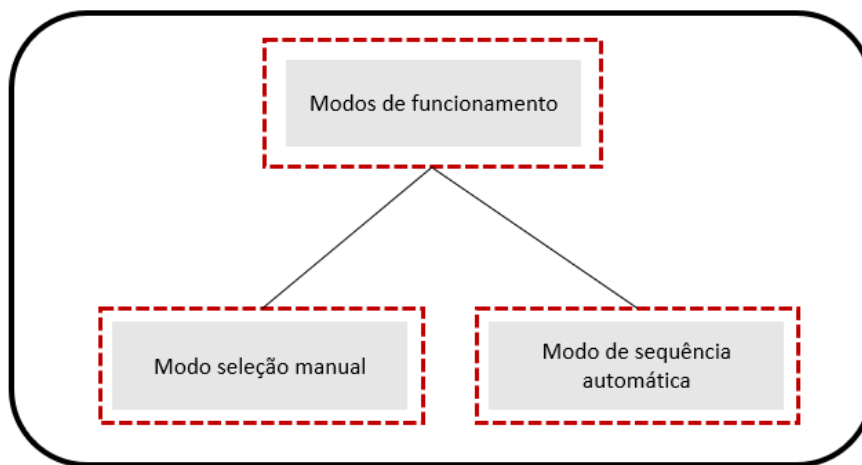 Modos de funcionamento
Modo seleção manual
Modo de sequência
automática